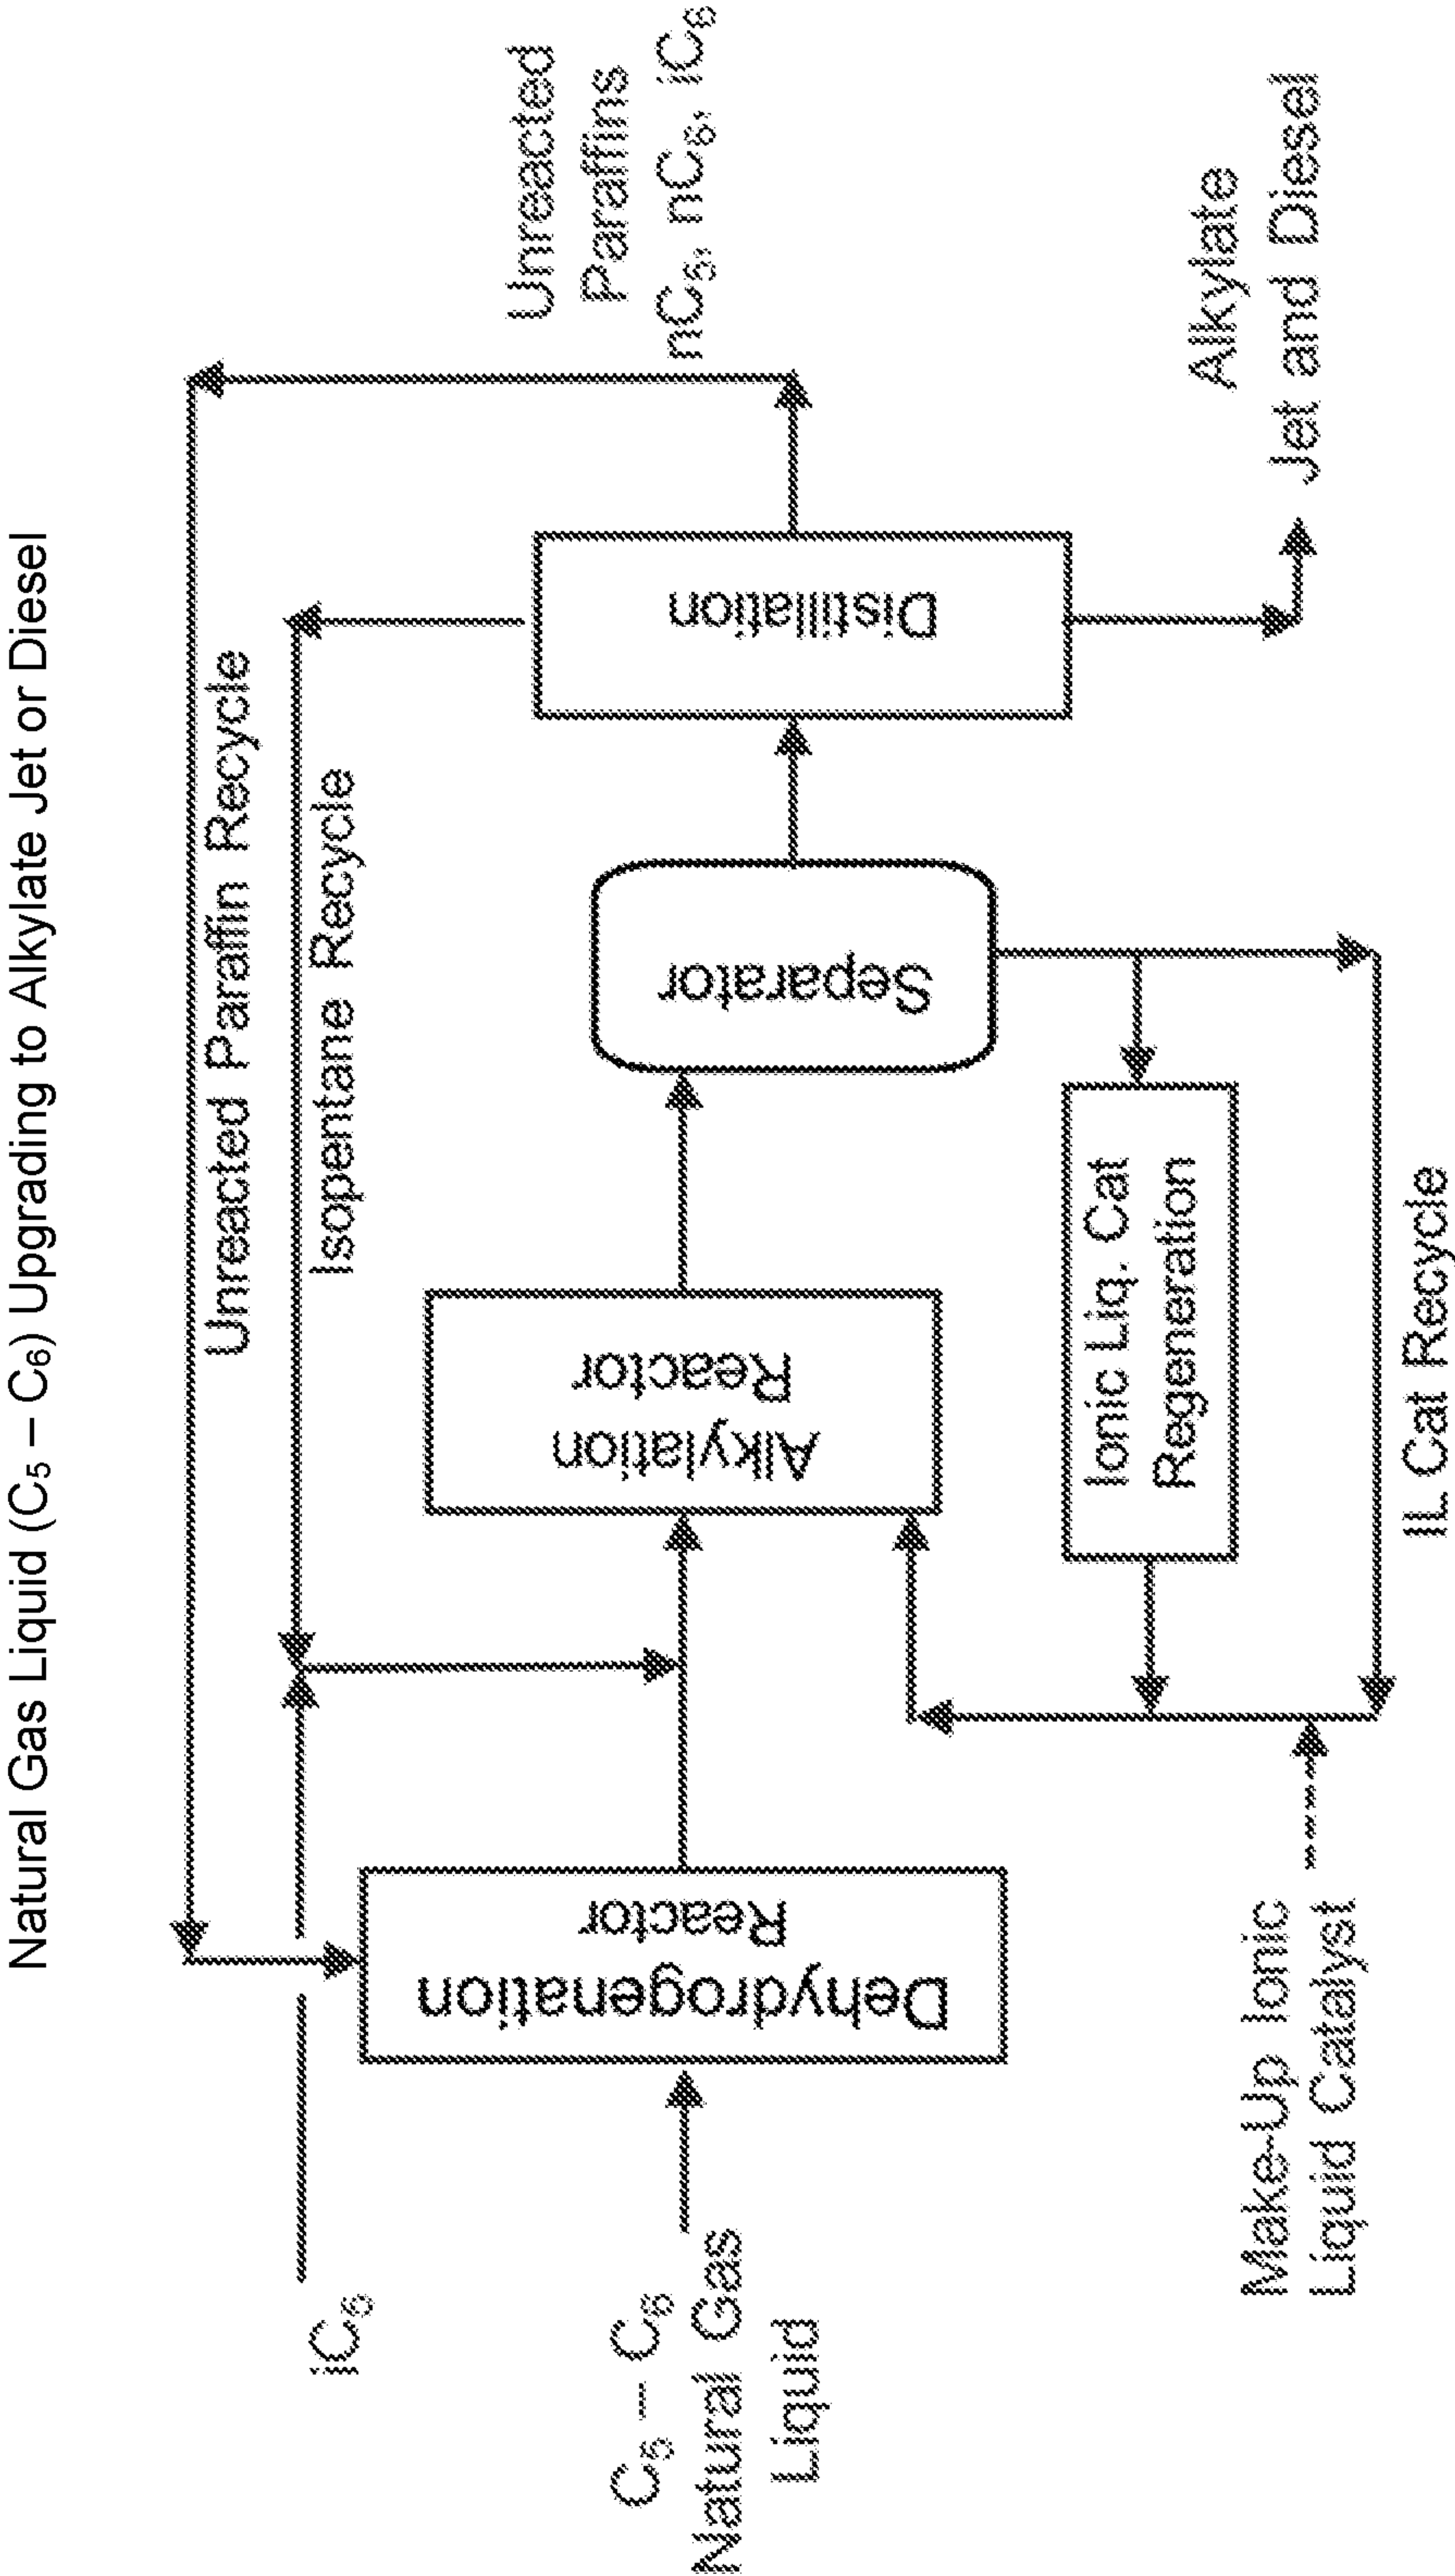 Natural Gas Liquid (C₅ – C₆) Upgrading to Alkylate Jet or Diesel
Unreacted Paraffin Recycle
Isopentane Recycle
iC₆
C₅ – C₆
Natural Gas
Liquid
Dehydrogenation
Reactor
Alkylation
Reactor
Separator
Distillation
Unreacted
Paraffins
nC₅, nC₆, iC₆
Ionic Liq. Cat
Regeneration
Make-Up Ionic
Liquid Catalyst
IL Cat Recycle
Alkylate
Jet and Diesel